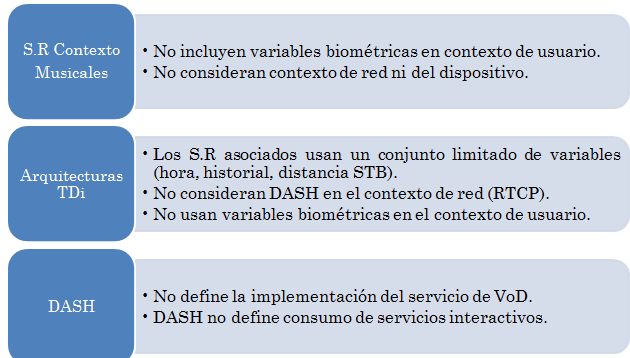 S.R Contexto
Musicales
• No incluyen variables biométricas en contexto de usuario.
• No consideran contexto de red ni del dispositivo.
Arquitecturas
TDi
• Los S.R asociados usan un conjunto limitado de variables
(hora, historial, distancia STB).
• No consideran DASH en el contexto de red (RTCP).
• No usan variables biométricas en el contexto de usuario.
DASH
• No define la implementación del servicio de VoD.
• DASH no define consumo de servicios interactivos.